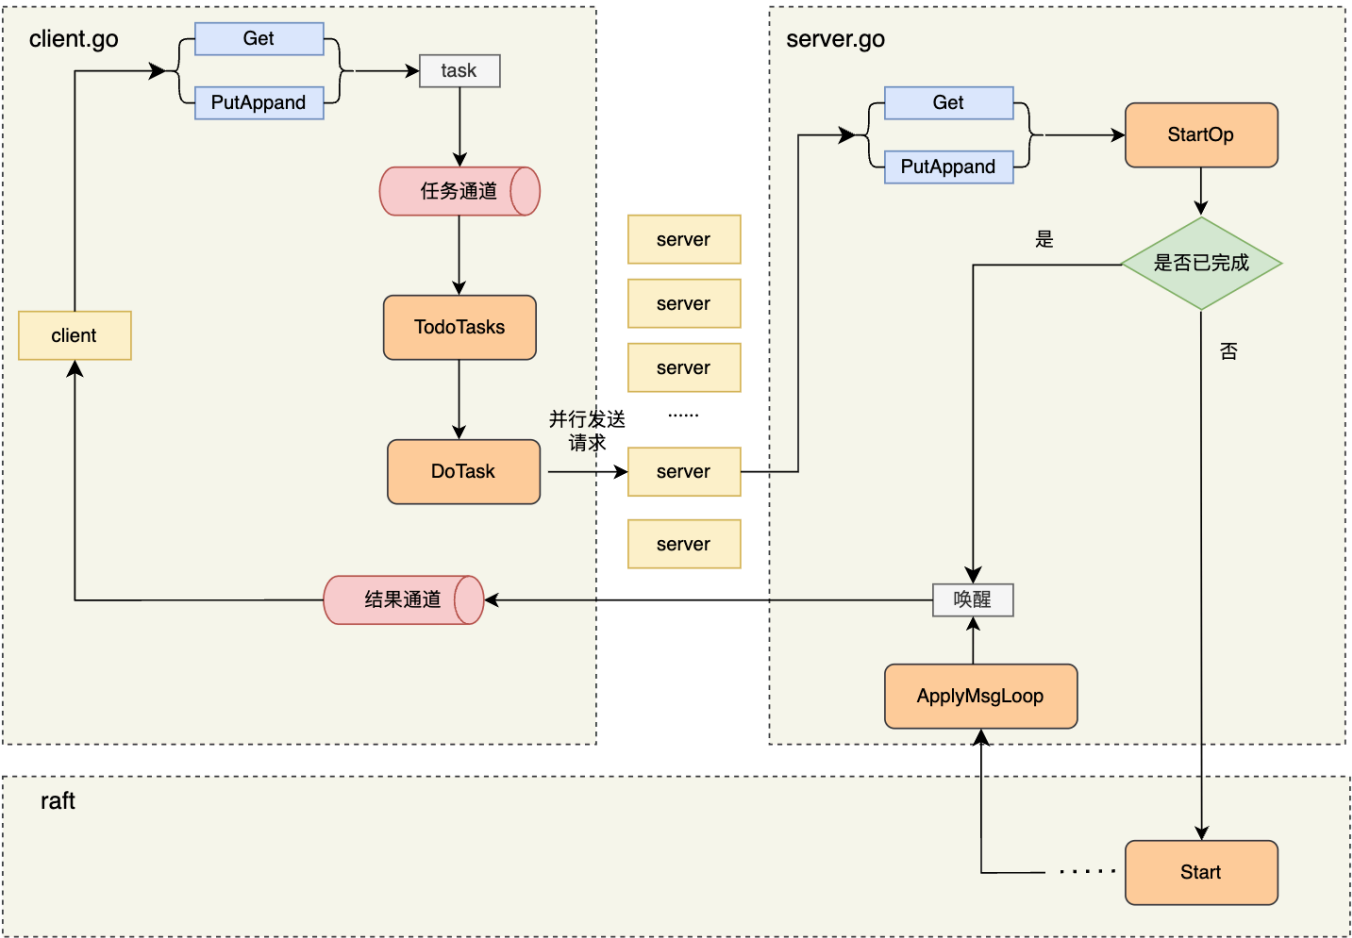 client.go
Get
PutAppand
task
任务通道
TodoTasks
client
DoTask
并行发送
请求
结果通道
server
server
server
······
server
server
server.go
Get
PutAppand
StartOp
是否已完成
是
否
唤醒
ApplyMsgLoop
raft
·····
Start